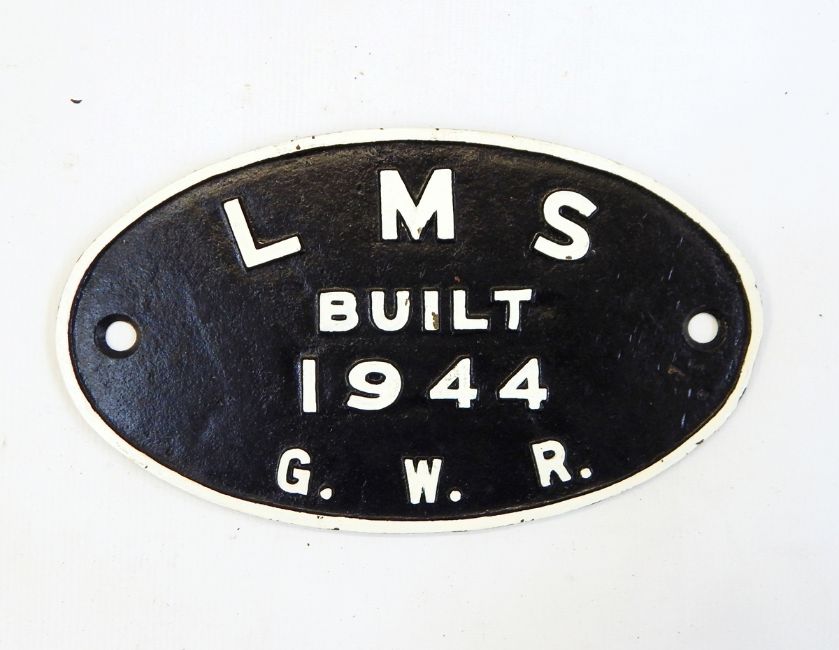 L M S
BUILT
1944
G. W. R.